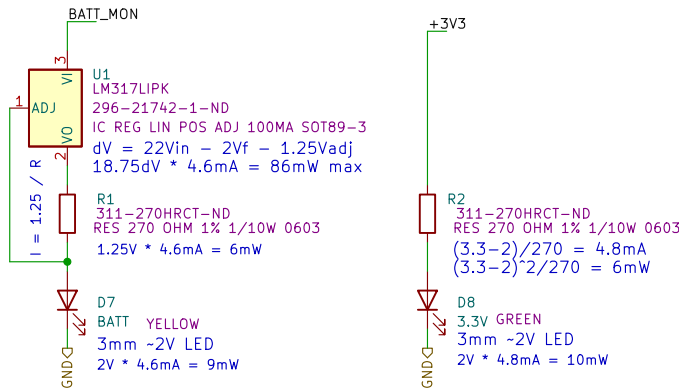 BATT_MON
3
VI
1
ADJ
VO
2
U1
LM317LIPK
296-21742-1-ND
IC REG LIN POS ADJ 100MA SOT89-3
dV = 22Vin - 2Vf - 1.25Vadj
18.75dV * 4.6mA = 86mW max
I = 1.25 / R
R1
311-270HRCT-ND
RES 270 OHM 1% 1/10W 0603
1.25V * 4.6mA = 6mW
D7
BATT YELLOW
3mm ~2V LED
2V * 4.6mA = 9mW
GND
+3V3
R2
311-270HRCT-ND
RES 270 OHM 1% 1/10W 0603
(3.3-2)/270 = 4.8mA
(3.3-2)^2/270 = 6mW
D8
3.3V GREEN
3mm ~2V LED
2V * 4.8mA = 10mW
GND